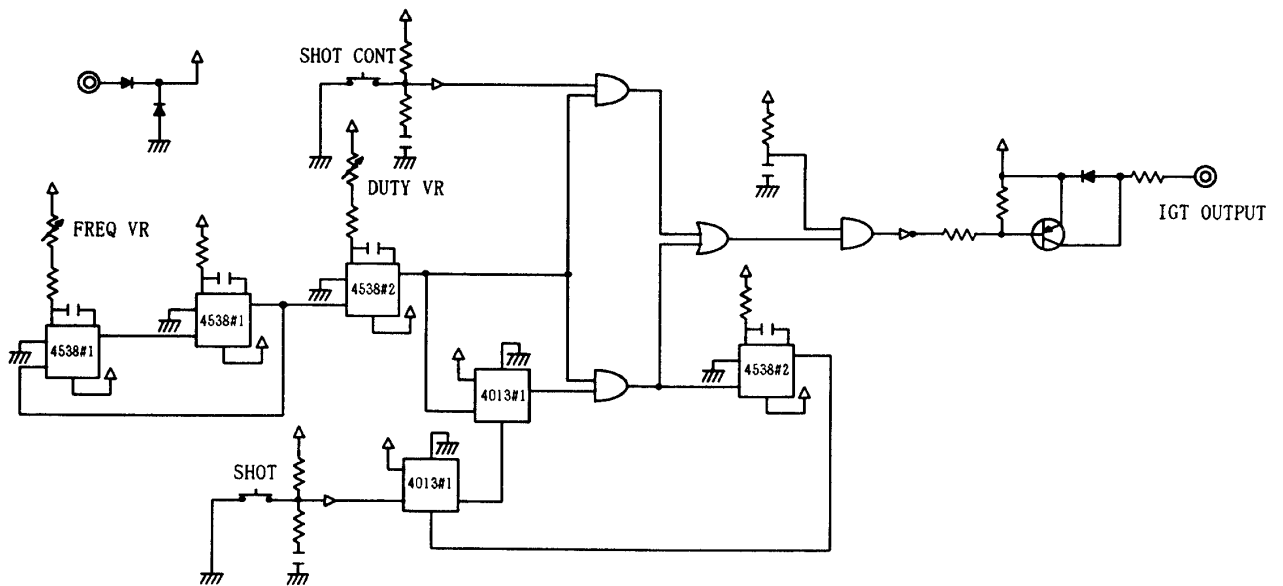 SHOT CONT
DUTY VR
FREQ VR
IGT OUTPUT
4538#1
4538#1
4538#2
4538#2
4013#1
4013#1
SHOT